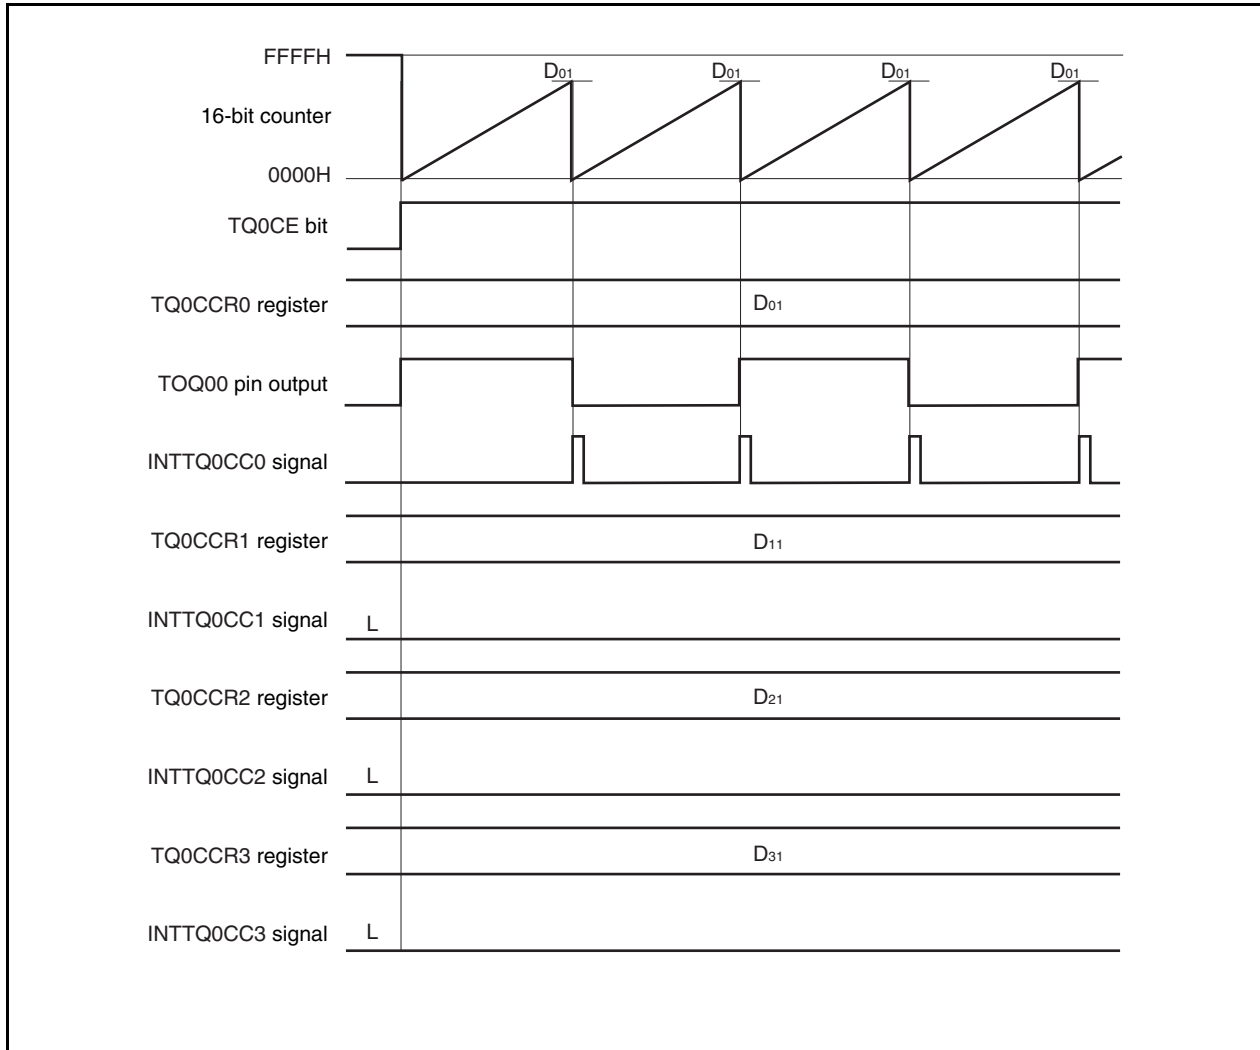 FFFFH
D01 D01 D01 D01
16-bit counter
0000H
TQ0CE bit
TQ0CCR0 register D01
TOQ00 pin output
INTTQ0CC0 signal
TQ0CCR1 register D11
INTTQ0CC1 signal L
TQ0CCR2 register D21
INTTQ0CC2 signal L
TQ0CCR3 register D31
INTTQ0CC3 signal L